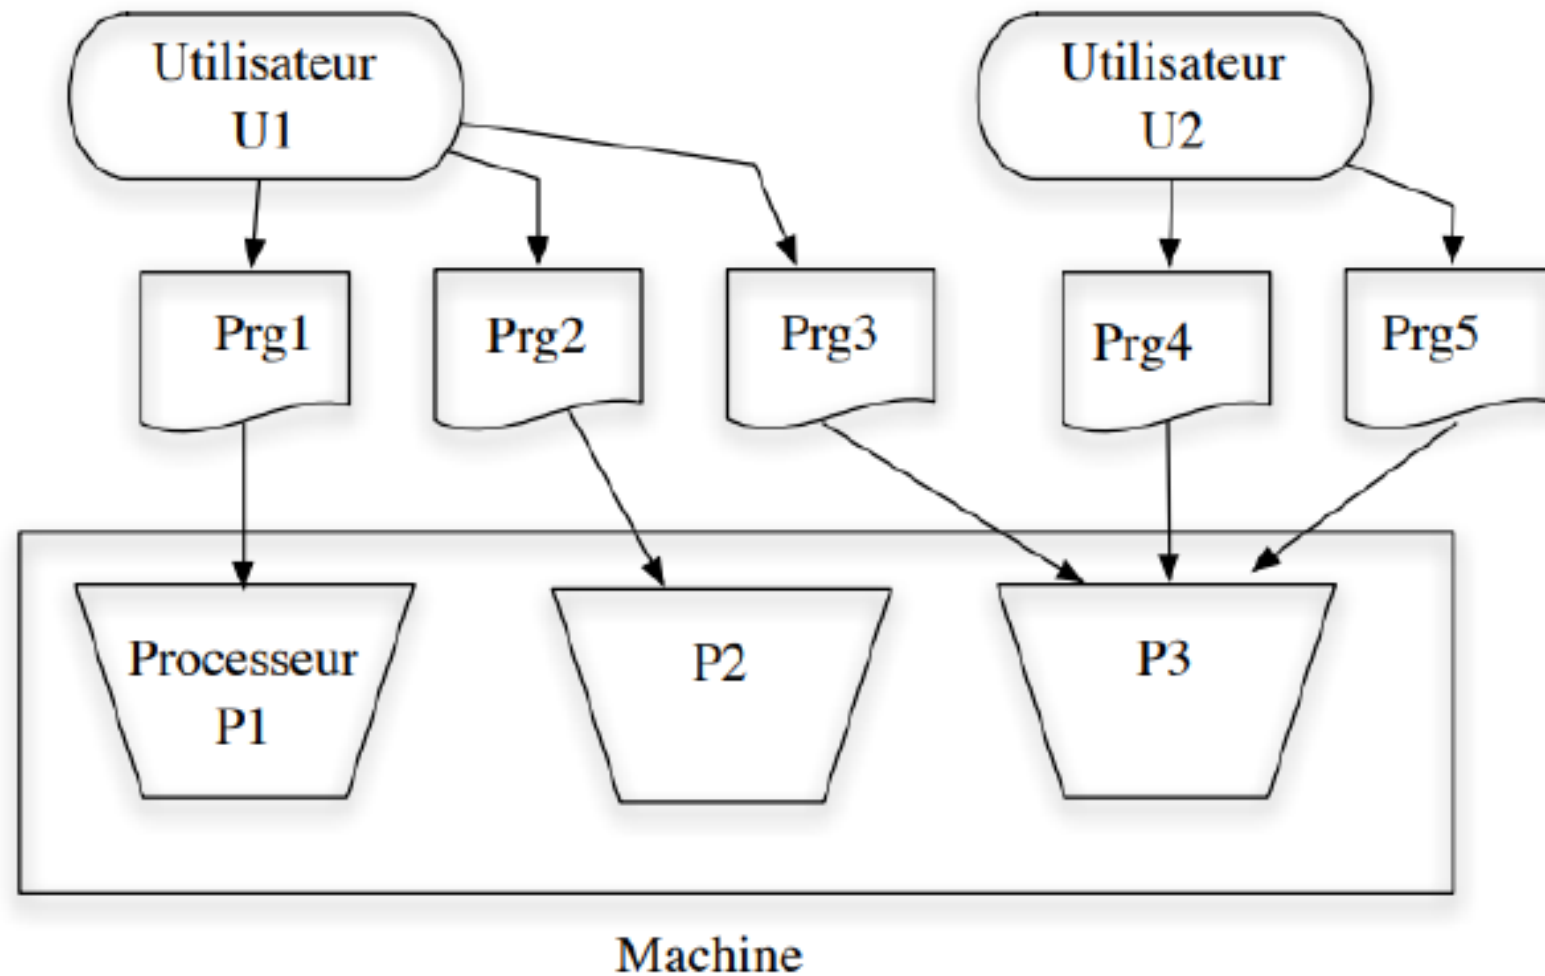 Utilisateur
U1
Utilisateur
U2
Prg1
Prg2
Prg3
Prg4
Prg5
Processeur
P1
P2
P3
Machine